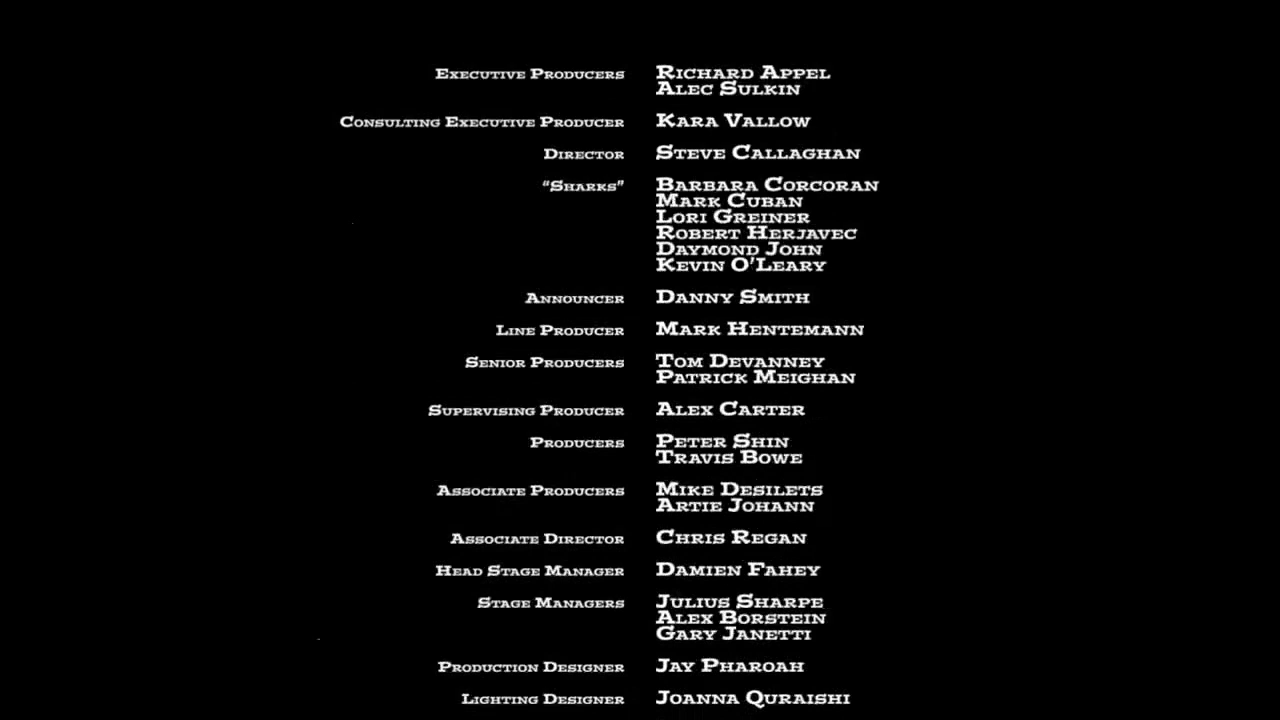 Executive Producers Richard Appel
Alec Sulkin
Consulting Executive Producer Kara Vallow
Director Steve Callaghan
“Sharks” Barbara Corcoran
Mark Cuban
Lori Greiner
Robert Herjavec
Daymond John
Kevin O’Leary
Announcer Danny Smith
Line Producer Mark Hentemann
Senior Producers Tom Devanney
Patrick Meighan
Supervising Producer Alex Carter
Producers Peter Shin
Travis Bowe
Associate Producers Mike Desilets
Artie Johann
Associate Director Chris Regan
Head Stage Manager Damien Fahey
Stage Managers Julius Sharpe
Alex Borstein
Gary Janetti
Production Designer Jay Pharoah
Lighting Designer Joanna Quraishi